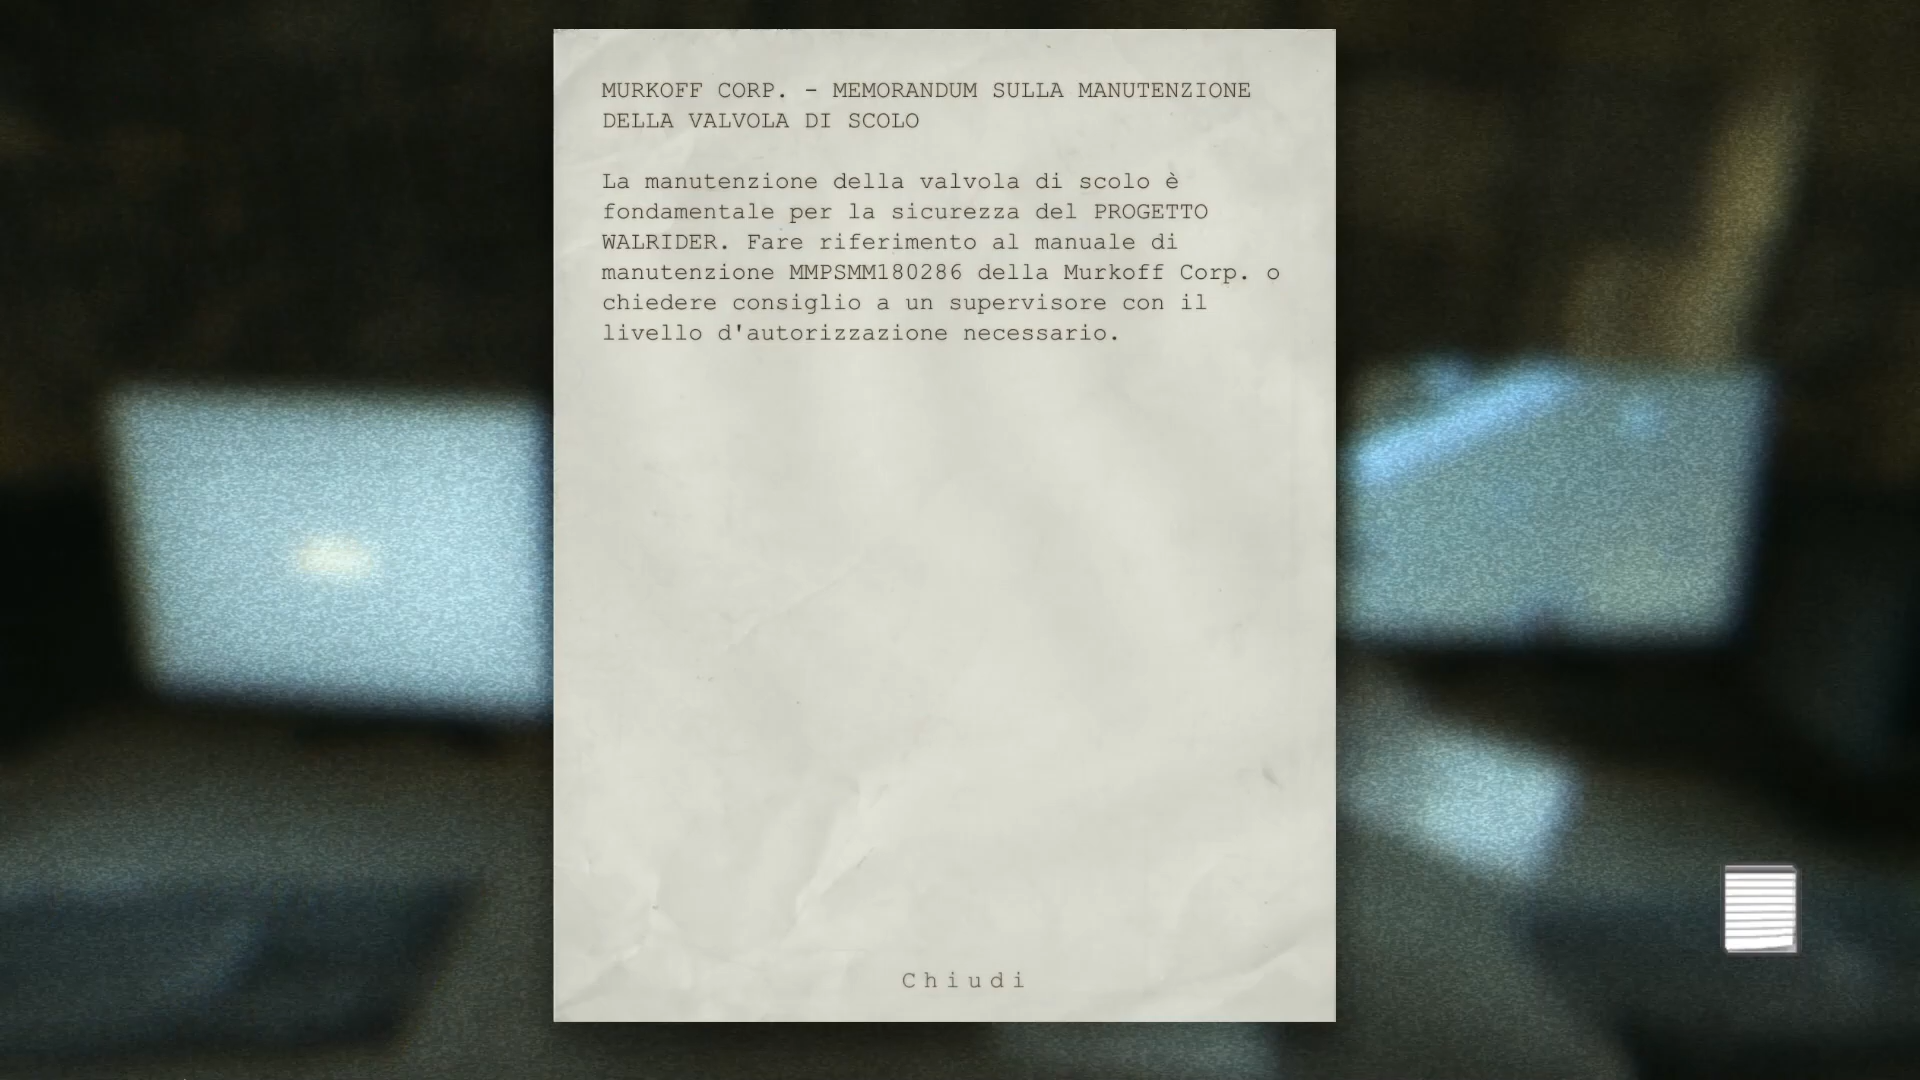 MURKOFF CORP. - MEMORANDUM SULLA MANUTENZIONE
DELLA VALVOLA DI SCOLO
La manutenzione della valvola di scolo è
fondamentale per la sicurezza del PROGETTO
WALRIDER. Fare riferimento al manuale di
manutenzione MMPSMM180286 della Murkoff Corp. o
chiedere consiglio a un supervisore con il
livello d'autorizzazione necessario.
Chiudi